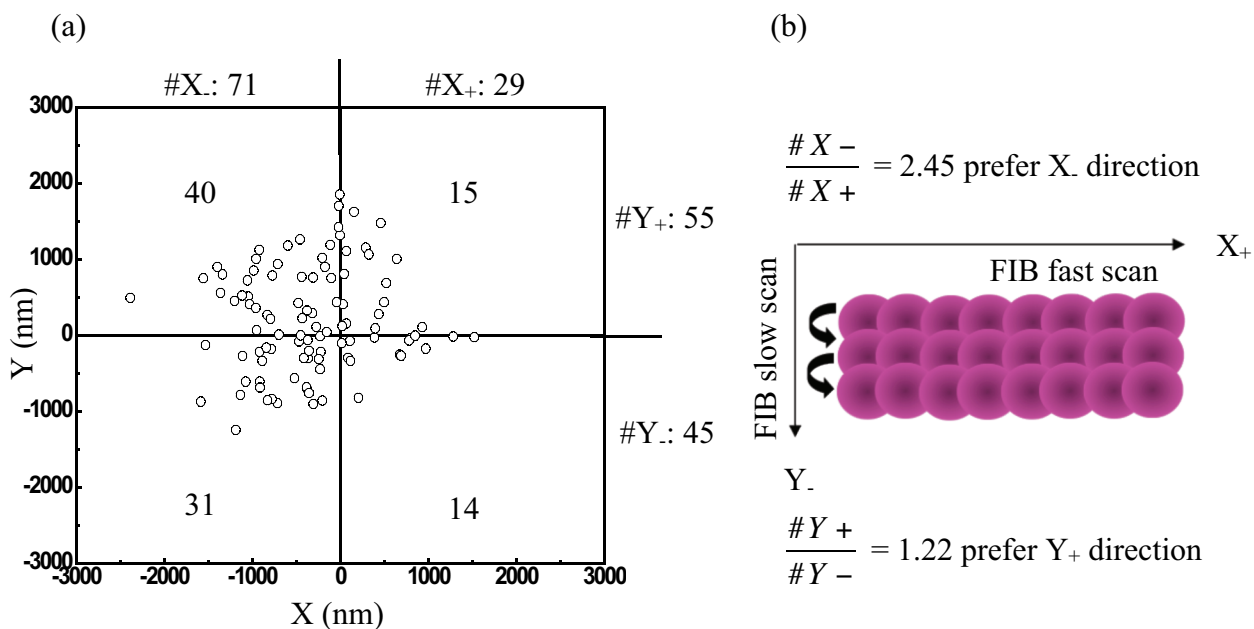 (a)
#X-: 71
#X+: 29
3000
2000
1000
0
-1000
-2000
-3000
Y (nm)
40
15
31
14
#Y+: 55
#Y-: 45
-3000 -2000 -1000 0 1000 2000 3000
X (nm)
(b)
#X−/#X+ = 2.45 prefer X- direction
X+
FIB fast scan
FIB slow scan
Y-
#Y+/#Y− = 1.22 prefer Y+ direction